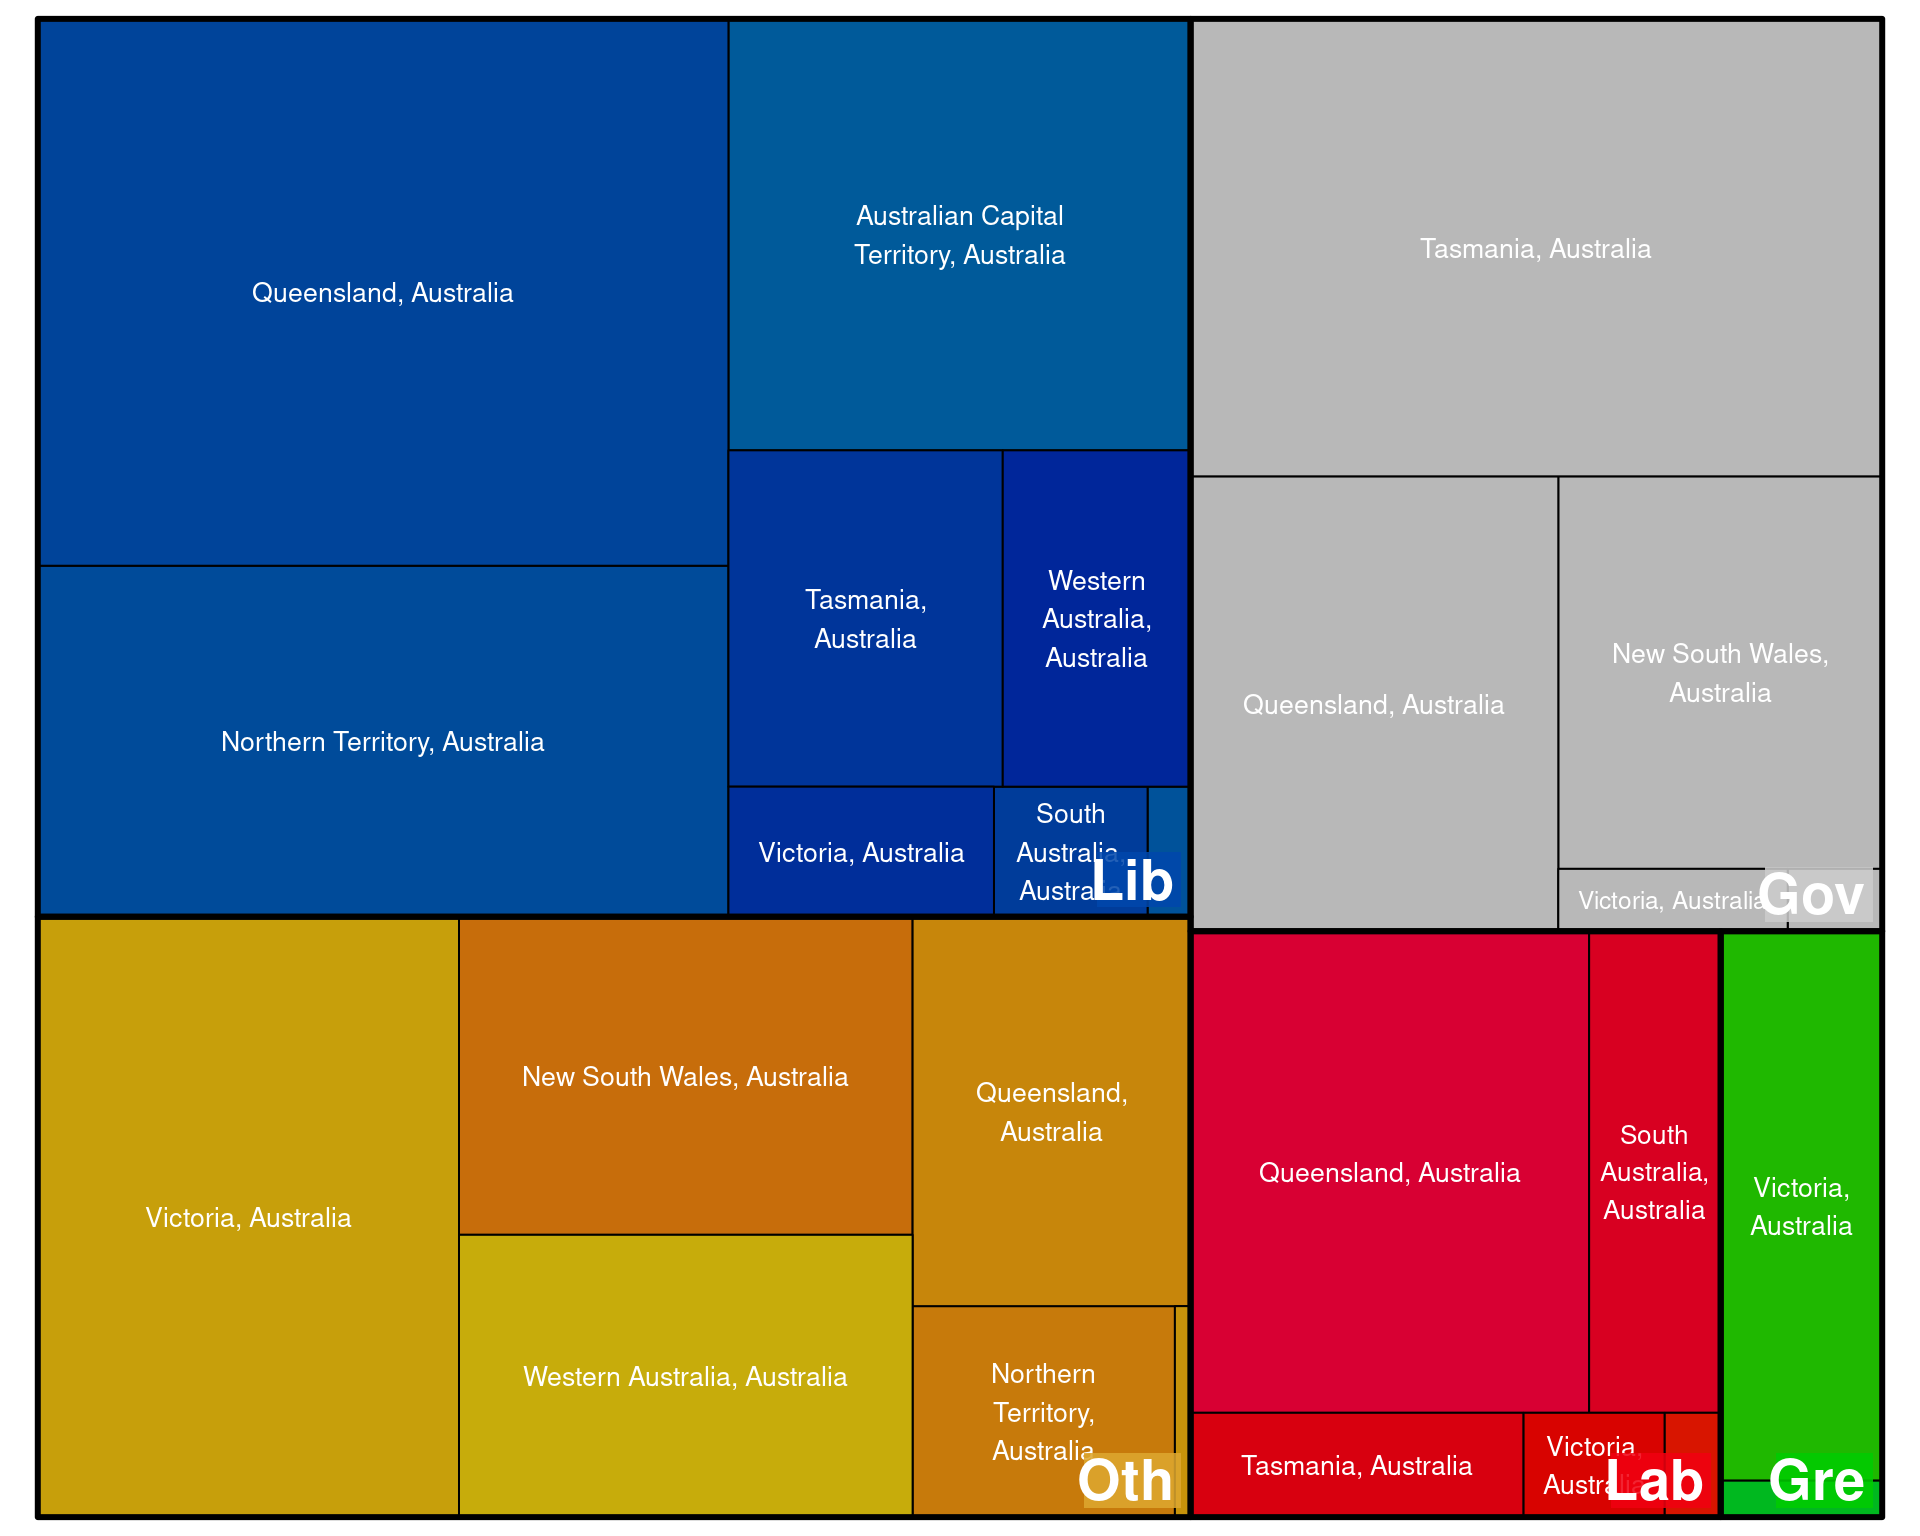 Queensland, Australia
Northern Territory, Australia
Australian Capital
Territory, Australia
Tasmania,
Australia
Western
Australia,
Australia
Victoria, Australia
South
Australia,
Australia
Lib
Tasmania, Australia
Queensland, Australia
New South Wales,
Australia
Victoria, Australia
Gov
Victoria, Australia
New South Wales, Australia
Western Australia, Australia
Queensland,
Australia
Northern
Territory,
Australia
Oth
Queensland, Australia
South
Australia,
Australia
Tasmania, Australia
Victoria,
Australia
Lab
Victoria,
Australia
Gre